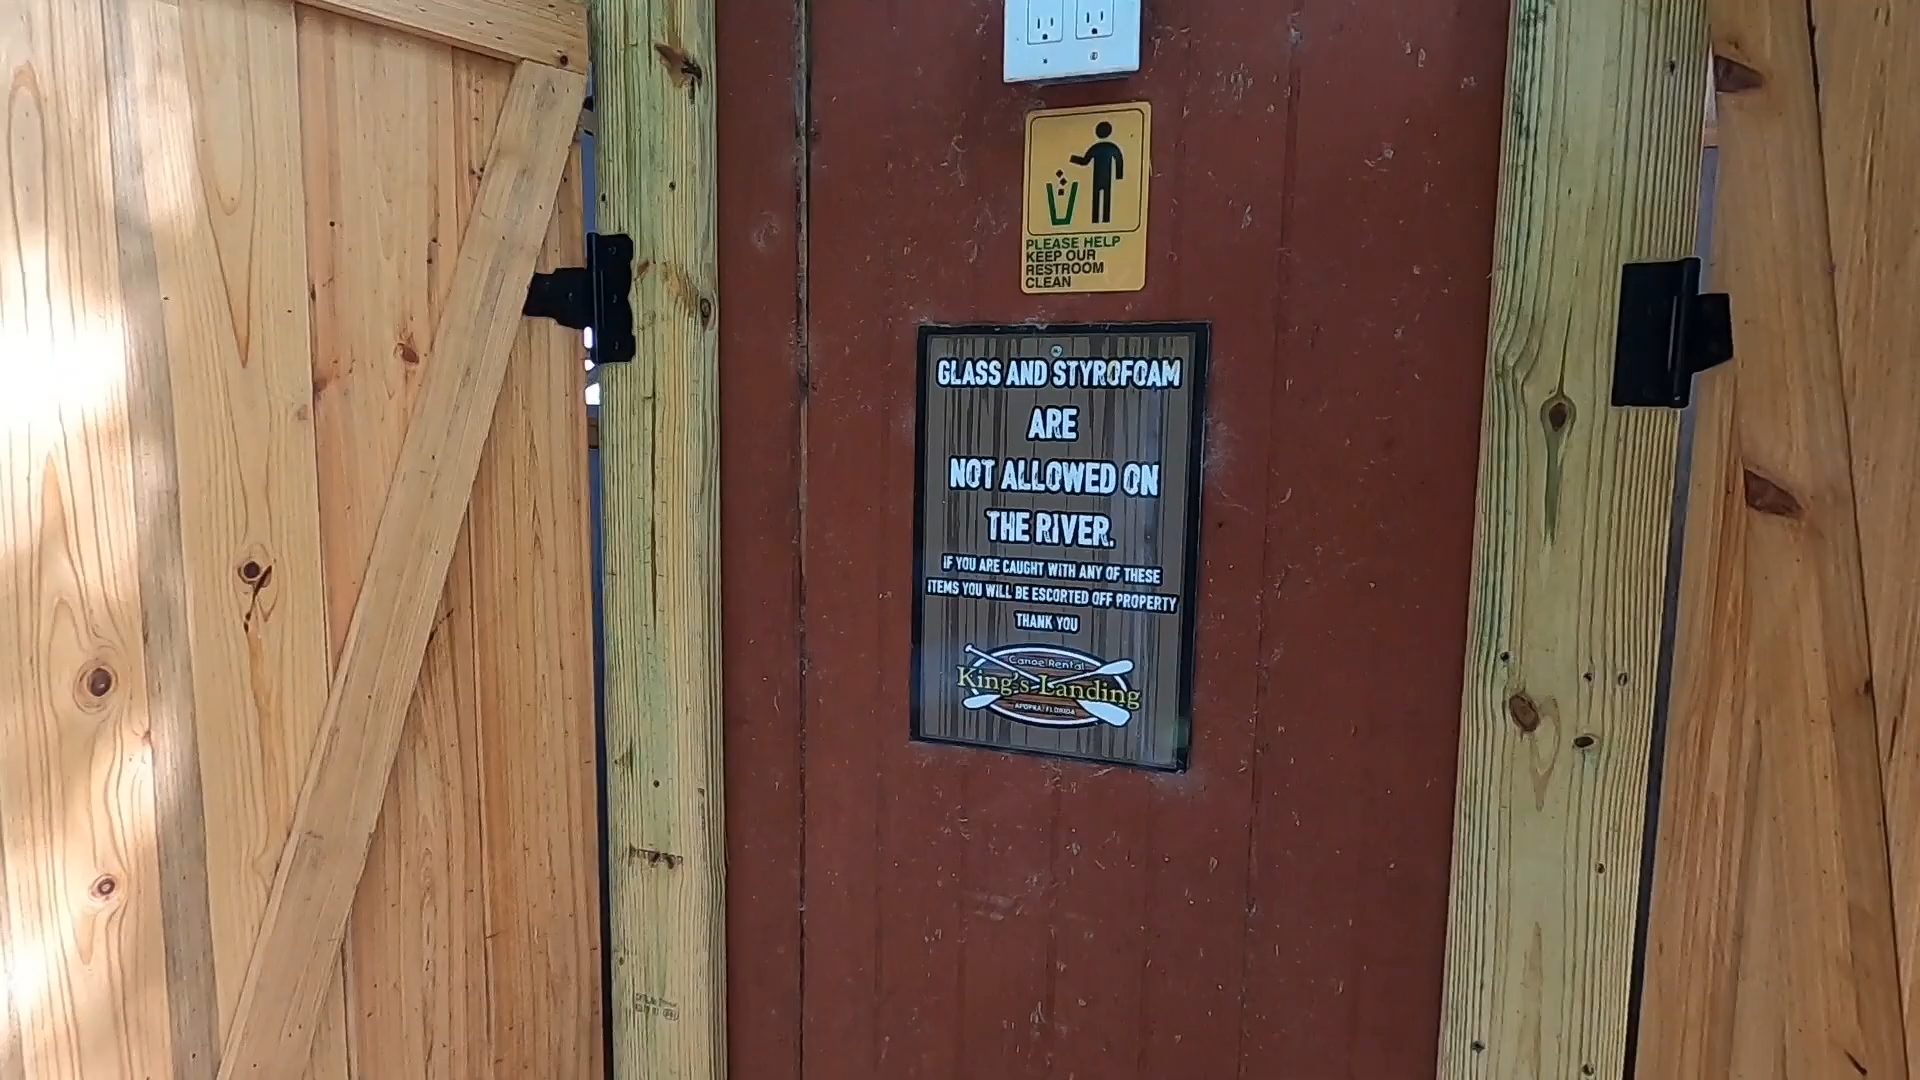 PLEASE HELP
KEEP OUR
RESTROOM
CLEAN
GLASS AND STYROFOAM
ARE
NOT ALLOWED ON
THE RIVER.
IF YOU ARE CAUGHT WITH ANY OF THESE
ITEMS YOU WILL BE ESCORTED OFF PROPERTY
THANK YOU
Canoe Rental
King's Landing
APOPKA, FLORIDA